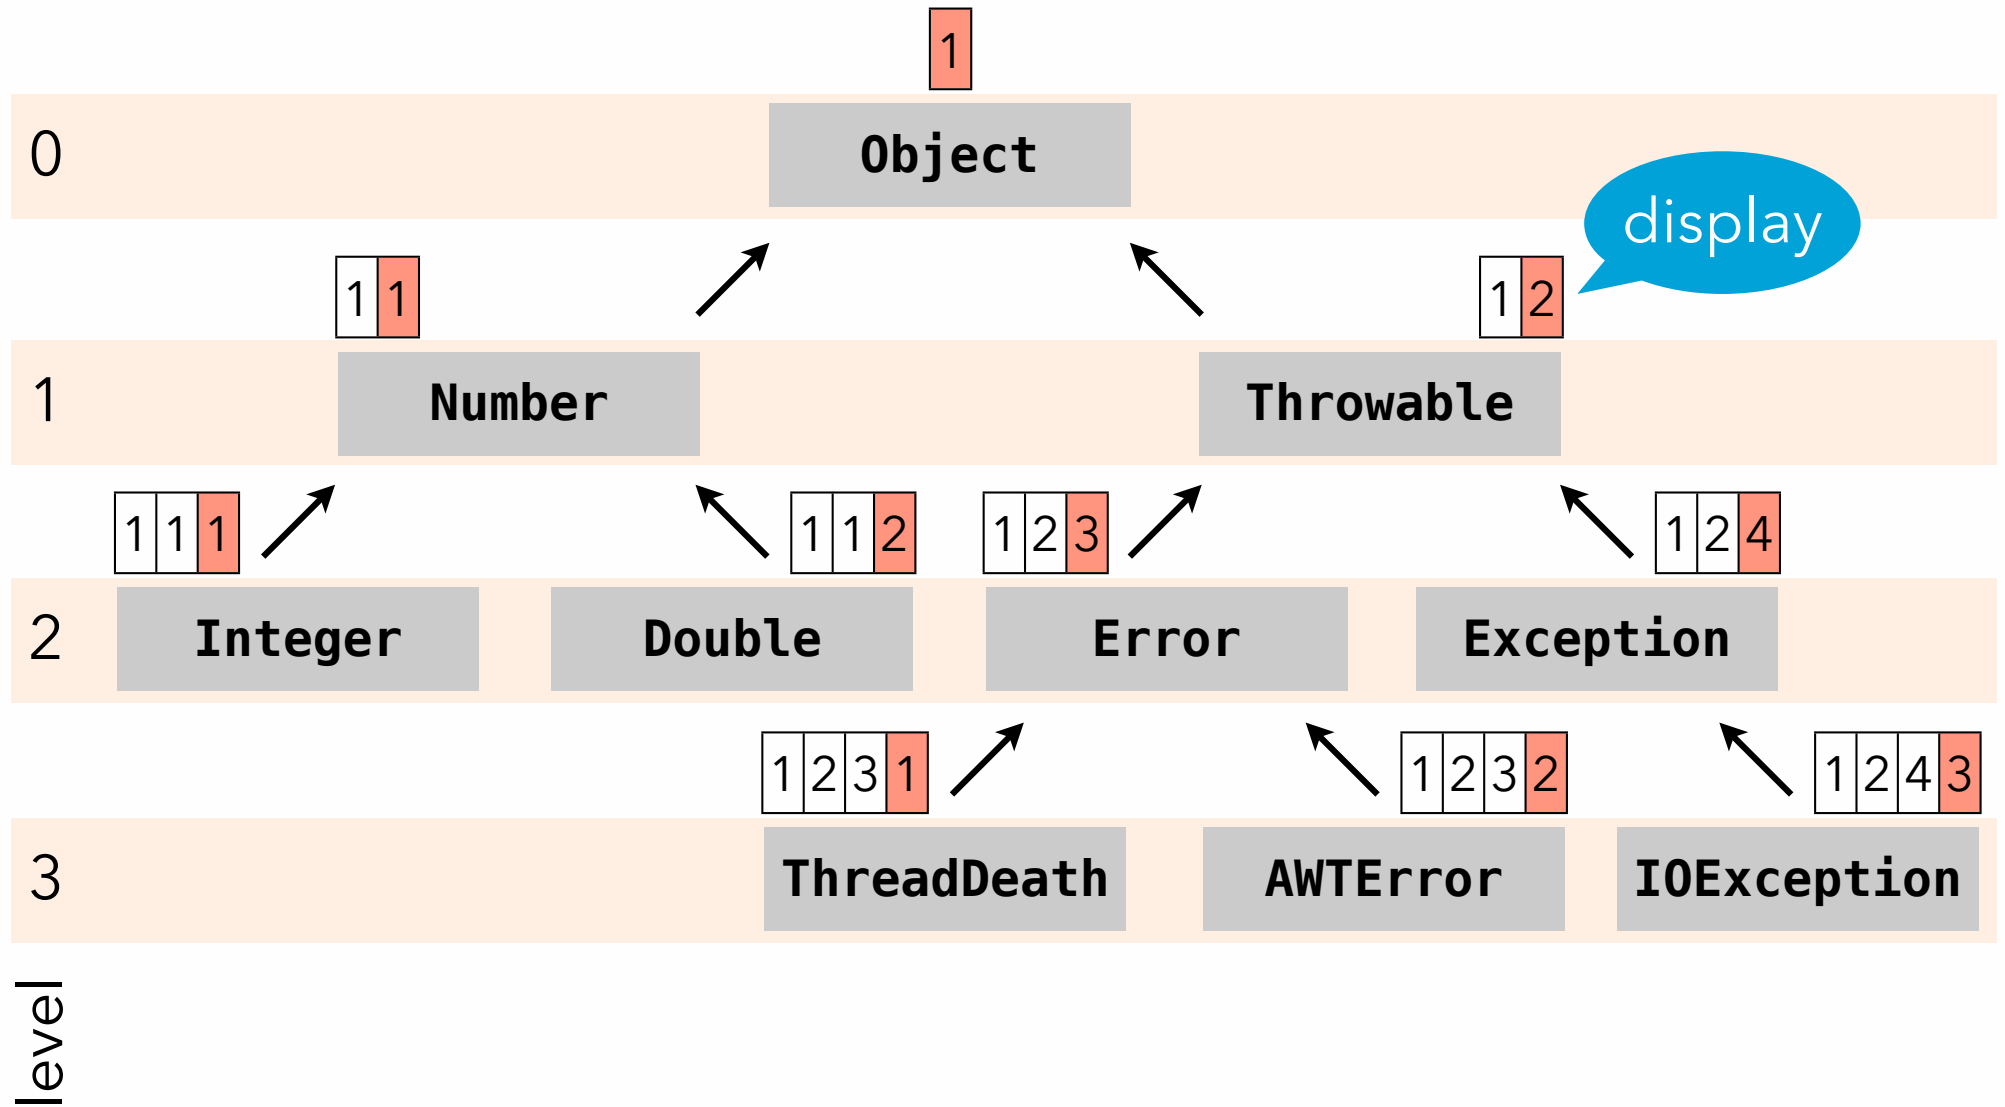 1
0 Object
display
1 1
1 2
1 Number Throwable
1 1 1
1 1 2
1 2 3
1 2 4
2 Integer Double Error Exception
1 2 3 1
1 2 3 2
1 2 4 3
3 ThreadDeath AWTError IOException
level